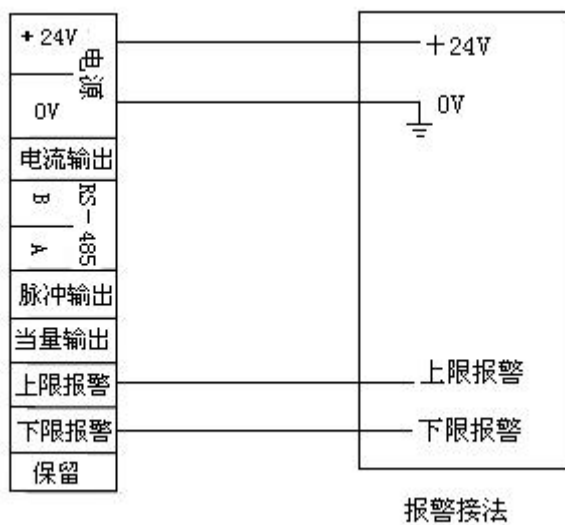 +24V
电源
0V
电流输出
B
RS-485
A
脉冲输出
当量输出
上限报警
下限报警
保留
+24V
0V
上限报警
下限报警
报警接法